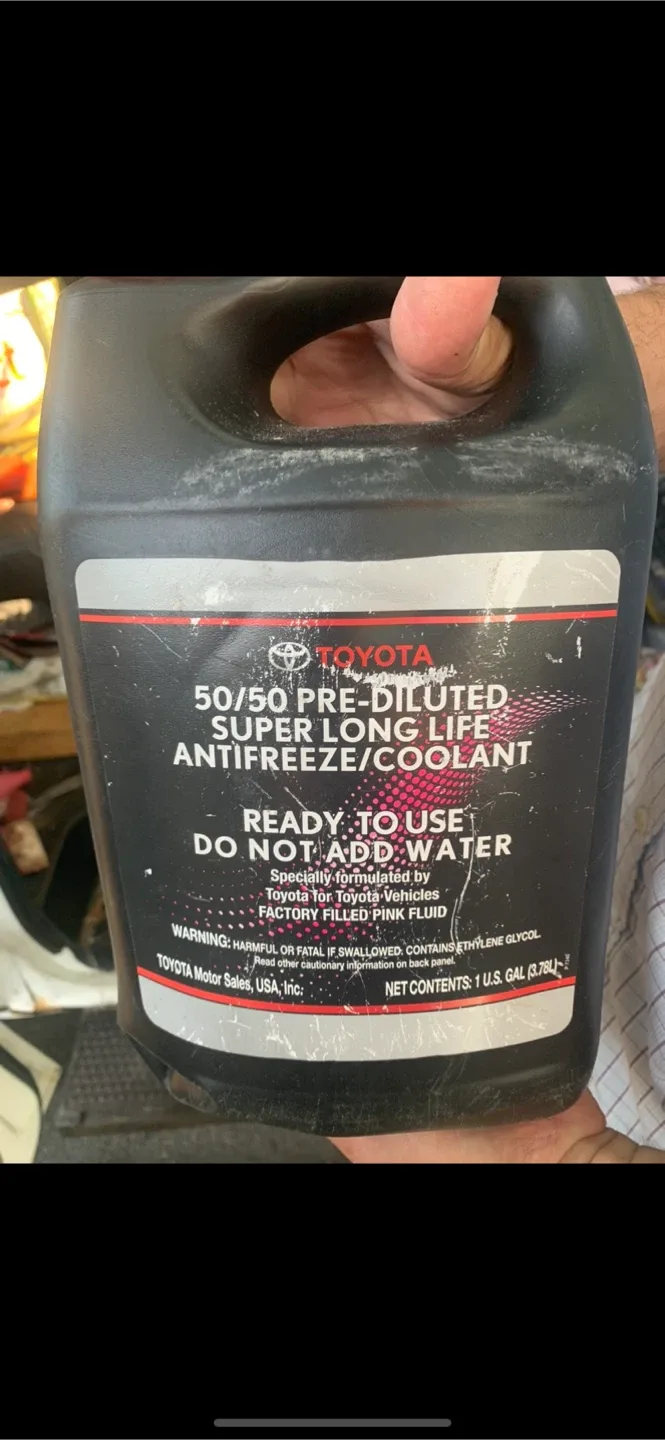 TOYOTA
50/50 PRE-DILUTED
SUPER LONG LIFE
ANTIFREEZE/COOLANT
READY TO USE
DO NOT ADD WATER
Specially formulated by
Toyota for Toyota Vehicles
FACTORY FILLED PINK FLUID
WARNING: HARMFUL OR FATAL IF SWALLOWED. CONTAINS ETHYLENE GLYCOL.
Read other cautionary information on back panel.
TOYOTA Motor Sales, USA, Inc.
NET CONTENTS: 1 U.S. GAL (3.78L)